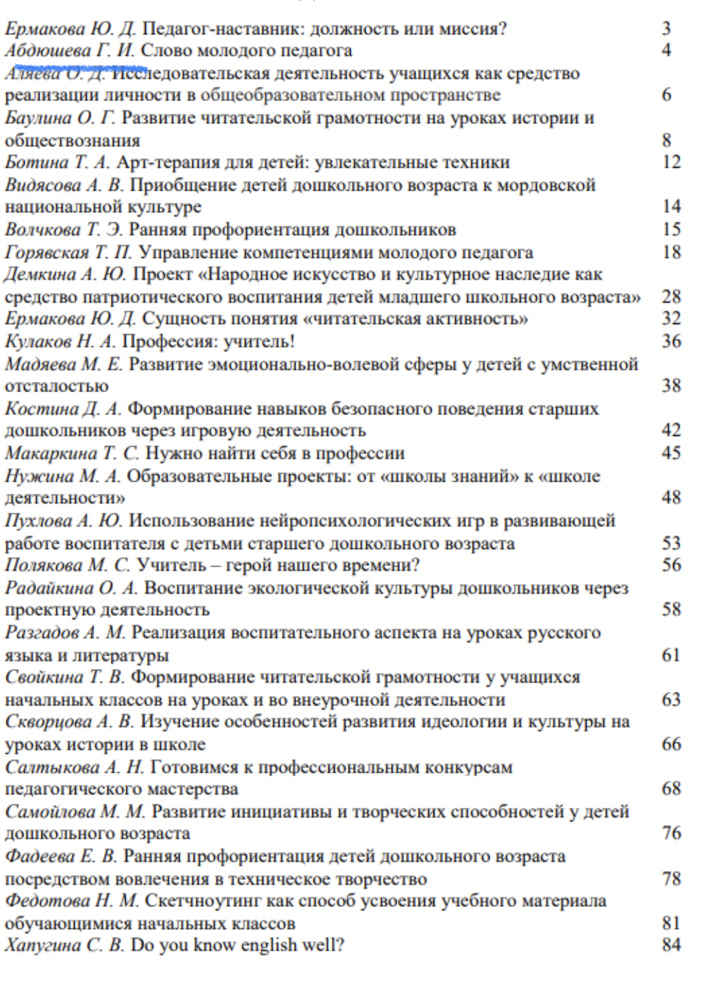 Ермакова Ю. Д. Педагог-наставник: должность или миссия? 3
Абдюшева Г. И. Слово молодого педагога 4
Аляева О. Д. Исследовательская деятельность учащихся как средство
реализации личности в общеобразовательном пространстве 6
Баулина О. Г. Развитие читательской грамотности на уроках истории и
обществознания 8
Ботина Т. А. Арт-терапия для детей: увлекательные техники 12
Видясова А. В. Приобщение детей дошкольного возраста к мордовской
национальной культуре 14
Волчкова Т. Э. Ранняя профориентация дошкольников 15
Горявская Т. П. Управление компетенциями молодого педагога 18
Демкина А. Ю. Проект «Народное искусство и культурное наследие как
средство патриотического воспитания детей младшего школьного возраста» 28
Ермакова Ю. Д. Сущность понятия «читательская активность» 32
Кулаков Н. А. Профессия: учитель! 36
Мадяева М. Е. Развитие эмоционально-волевой сферы у детей с умственной
отсталостью 38
Костина Д. А. Формирование навыков безопасного поведения старших
дошкольников через игровую деятельность 42
Макаркина Т. С. Нужно найти себя в профессии 45
Нужина М. А. Образовательные проекты: от «школы знаний» к «школе
деятельности» 48
Пухлова А. Ю. Использование нейропсихологических игр в развивающей
работе воспитателя с детьми старшего дошкольного возраста 53
Полякова М. С. Учитель – герой нашего времени? 56
Радайкина О. А. Воспитание экологической культуры дошкольников через
проектную деятельность 58
Разгадов А. М. Реализация воспитательного аспекта на уроках русского
языка и литературы 61
Свойкина Т. В. Формирование читательской грамотности у учащихся
начальных классов на уроках и во внеурочной деятельности 63
Скворцова А. В. Изучение особенностей развития идеологии и культуры на
уроках истории в школе 66
Салтыкова А. Н. Готовимся к профессиональным конкурсам
педагогического мастерства 68
Самойлова М. М. Развитие инициативы и творческих способностей у детей
дошкольного возраста 76
Фадеева Е. В. Ранняя профориентация детей дошкольного возраста
посредством вовлечения в техническое творчество 78
Федотова Н. М. Скетчноутинг как способ усвоения учебного материала
обучающимися начальных классов 81
Хапугина С. В. Do you know english well? 84